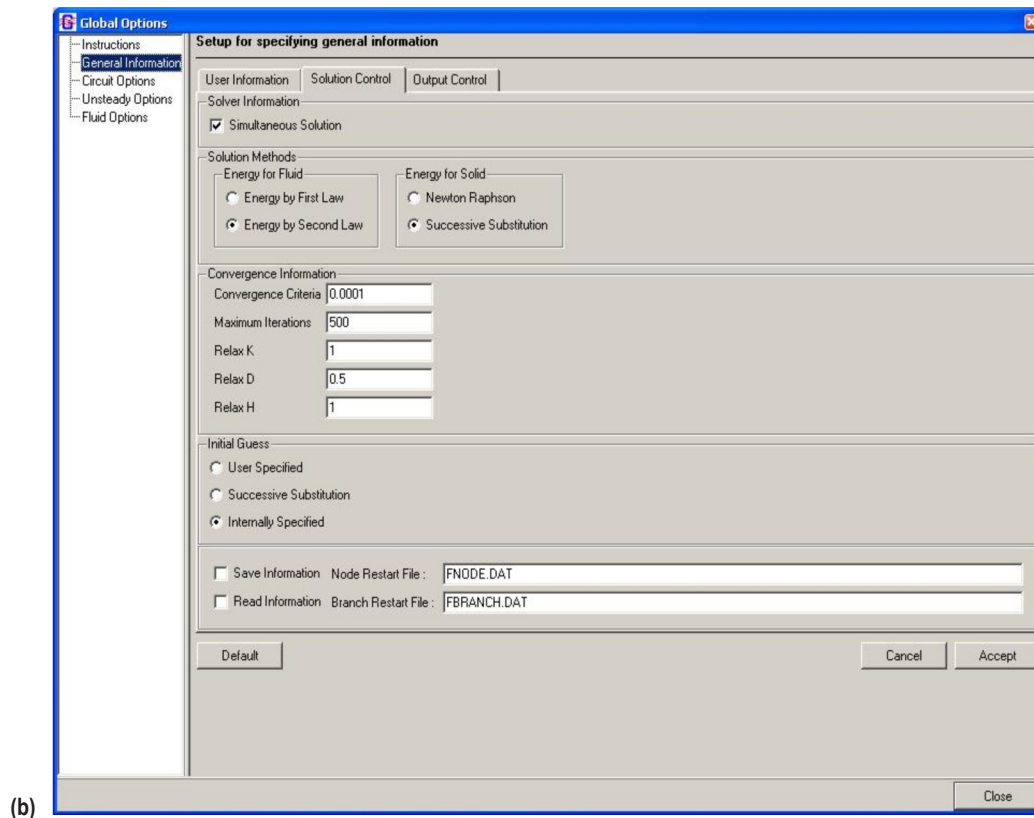 Global Options
Instructions
General Information
Circuit Options
Unsteady Options
Fluid Options
Setup for specifying general information
User Information Solution Control Output Control
Solver Information
Simultaneous Solution
Solution Methods
Energy for Fluid Energy for Solid
Energy by First Law Newton Raphson
Energy by Second Law Successive Substitution
Convergence Information
Convergence Criteria 0.0001
Maximum Iterations 500
Relax K 1
Relax D 0.5
Relax H 1
Initial Guess
User Specified
Successive Substitution
Internally Specified
Save Information Node Restart File : FNODE.DAT
Read Information Branch Restart File : FBRANCH.DAT
Default Cancel Accept
Close
(b)